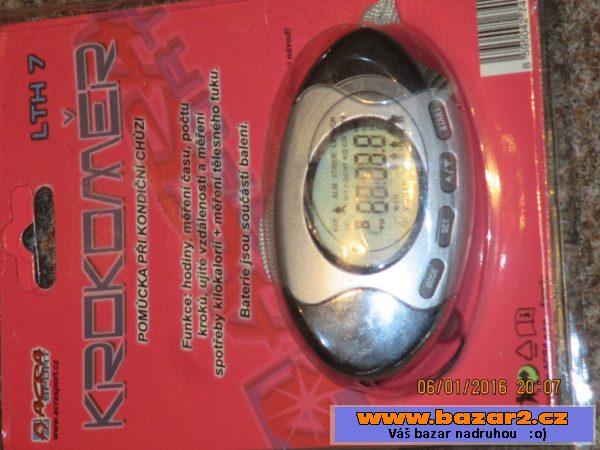 LTH 7
KROKOMĚR
POMŮCKA PŘI KONDIČNÍ CHŮZI
Funkce: hodiny, měření času, počtu
kroků, ujité vzdálenosti a měření
spotřeby kilokalorií + měření tělesného tuku.
Baterie jsou součástí balení.
návod!
ACRA
SPORT
www.acrasport.cz
MODE
SET
06/01/2016 20:07
www.bazar2.cz
Váš bazar nadruhou :o)